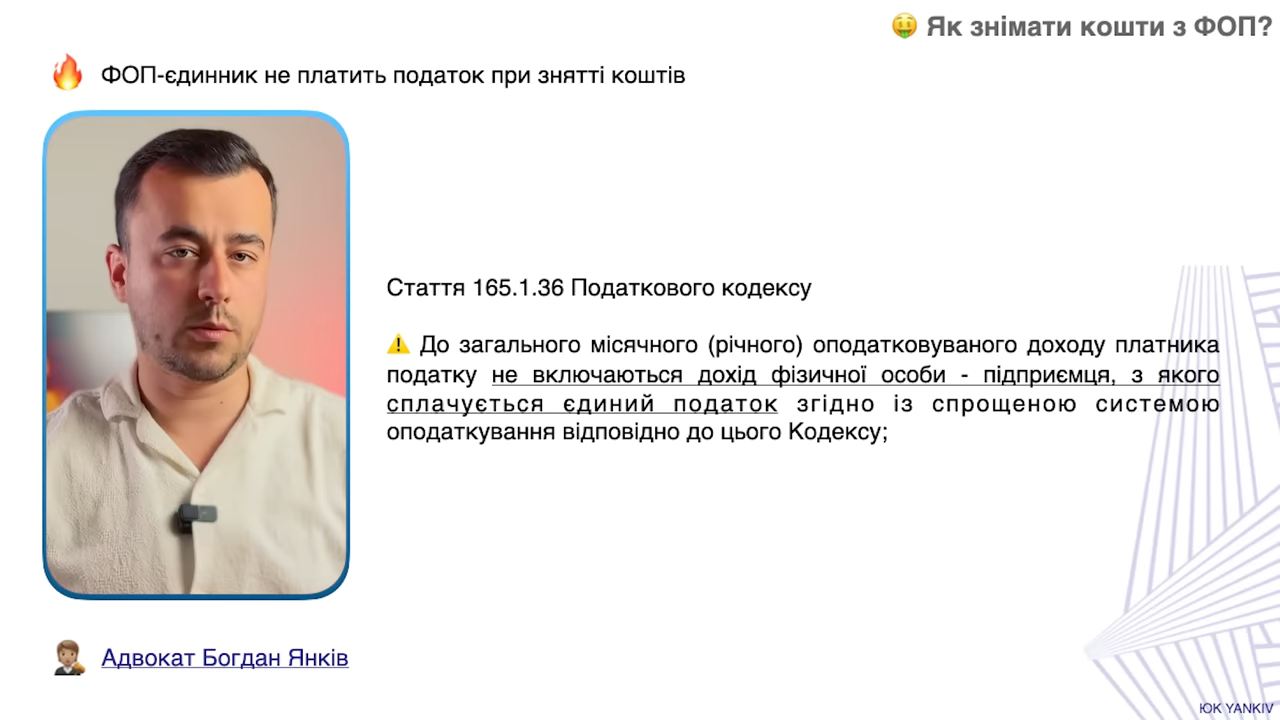 🤑 Як знімати кошти з ФОП?
🔥 ФОП-єдинник не платить податок при знятті коштів
Стаття 165.1.36 Податкового кодексу
⚠️ До загального місячного (річного) оподатковуваного доходу платника
податку не включаються дохід фізичної особи - підприємця, з якого
сплачується єдиний податок згідно із спрощеною системою
оподаткування відповідно до цього Кодексу;
Адвокат Богдан Янків
ЮК YANKIV